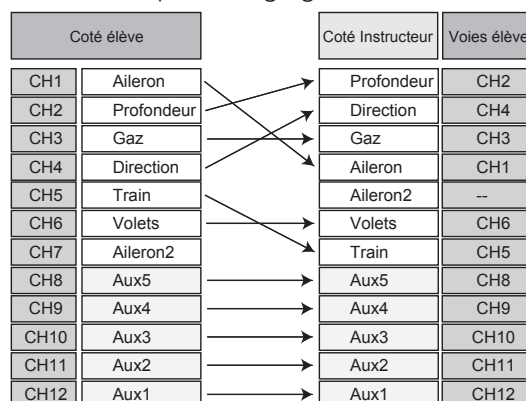 Coté élève Coté Instructeur Voies élève
CH1 Aileron Profondeur CH2
CH2 Profondeur Direction CH4
CH3 Gaz Gaz CH3
CH4 Direction Aileron CH1
CH5 Train Aileron2 --
CH6 Volets Volets CH6
CH7 Aileron2 Train CH5
CH8 Aux5 Aux5 CH8
CH9 Aux4 Aux4 CH9
CH10 Aux3 Aux3 CH10
CH11 Aux2 Aux2 CH11
CH12 Aux1 Aux1 CH12